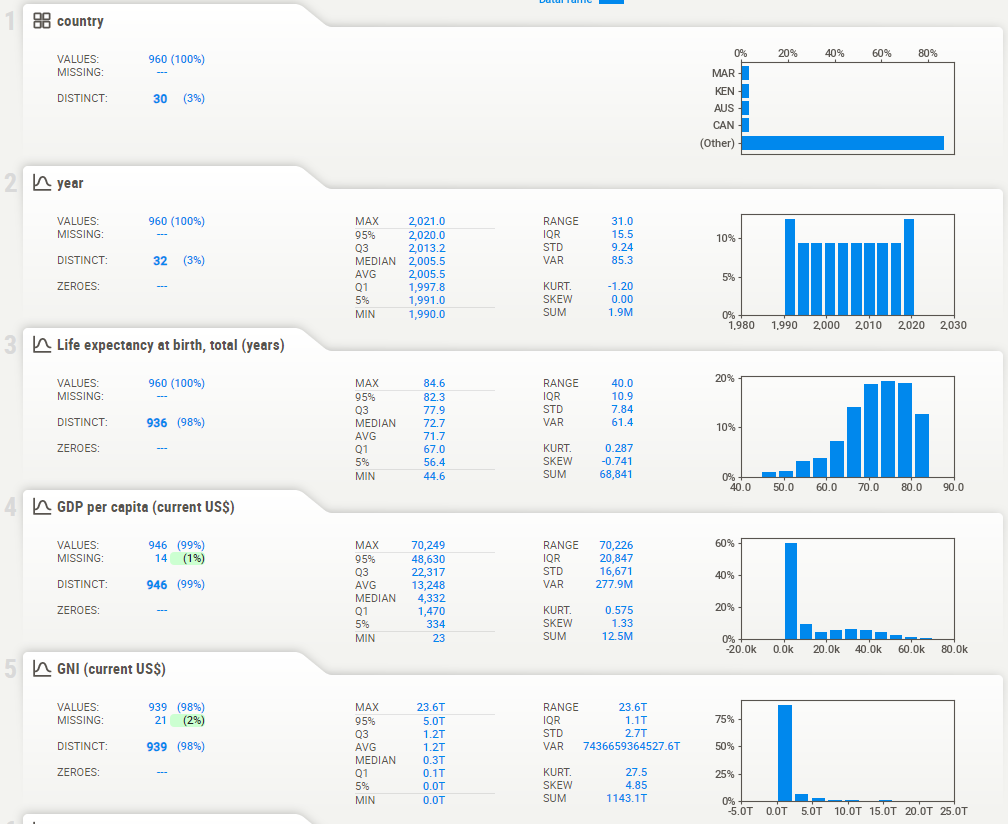 DataFrame
1 country
VALUES: 960 (100%)
MISSING: ---
DISTINCT: 30 (3%)
0% 20% 40% 60% 80%
MAR
KEN
AUS
CAN
(Other)
2 year
VALUES: 960 (100%)
MISSING: ---
DISTINCT: 32 (3%)
ZEROES: ---
MAX 2,021.0
95% 2,020.0
Q3 2,013.2
MEDIAN 2,005.5
AVG 2,005.5
Q1 1,997.8
5% 1,991.0
MIN 1,990.0
RANGE 31.0
IQR 15.5
STD 9.24
VAR 85.3
KURT. -1.20
SKEW 0.00
SUM 1.9M
10%
5%
0%
1,980 1,990 2,000 2,010 2,020 2,030
3 Life expectancy at birth, total (years)
VALUES: 960 (100%)
MISSING: ---
DISTINCT: 936 (98%)
ZEROES: ---
MAX 84.6
95% 82.3
Q3 77.9
MEDIAN 72.7
AVG 71.7
Q1 67.0
5% 56.4
MIN 44.6
RANGE 40.0
IQR 10.9
STD 7.84
VAR 61.4
KURT. 0.287
SKEW -0.741
SUM 68,841
20%
10%
0%
40.0 50.0 60.0 70.0 80.0 90.0
4 GDP per capita (current US$)
VALUES: 946 (99%)
MISSING: 14 (1%)
DISTINCT: 946 (99%)
ZEROES: ---
MAX 70,249
95% 48,630
Q3 22,317
AVG 13,248
MEDIAN 4,332
Q1 1,470
5% 334
MIN 23
RANGE 70,226
IQR 20,847
STD 16,671
VAR 277.9M
KURT. 0.575
SKEW 1.33
SUM 12.5M
60%
40%
20%
0%
-20.0k 0.0k 20.0k 40.0k 60.0k 80.0k
5 GNI (current US$)
VALUES: 939 (98%)
MISSING: 21 (2%)
DISTINCT: 939 (98%)
ZEROES: ---
MAX 23.6T
95% 5.0T
Q3 1.2T
AVG 1.2T
MEDIAN 0.3T
Q1 0.1T
5% 0.0T
MIN 0.0T
RANGE 23.6T
IQR 1.1T
STD 2.7T
VAR 7436659364527.6T
KURT. 27.5
SKEW 4.85
SUM 1143.1T
75%
50%
25%
0%
-5.0T 0.0T 5.0T 10.0T 15.0T 20.0T 25.0T